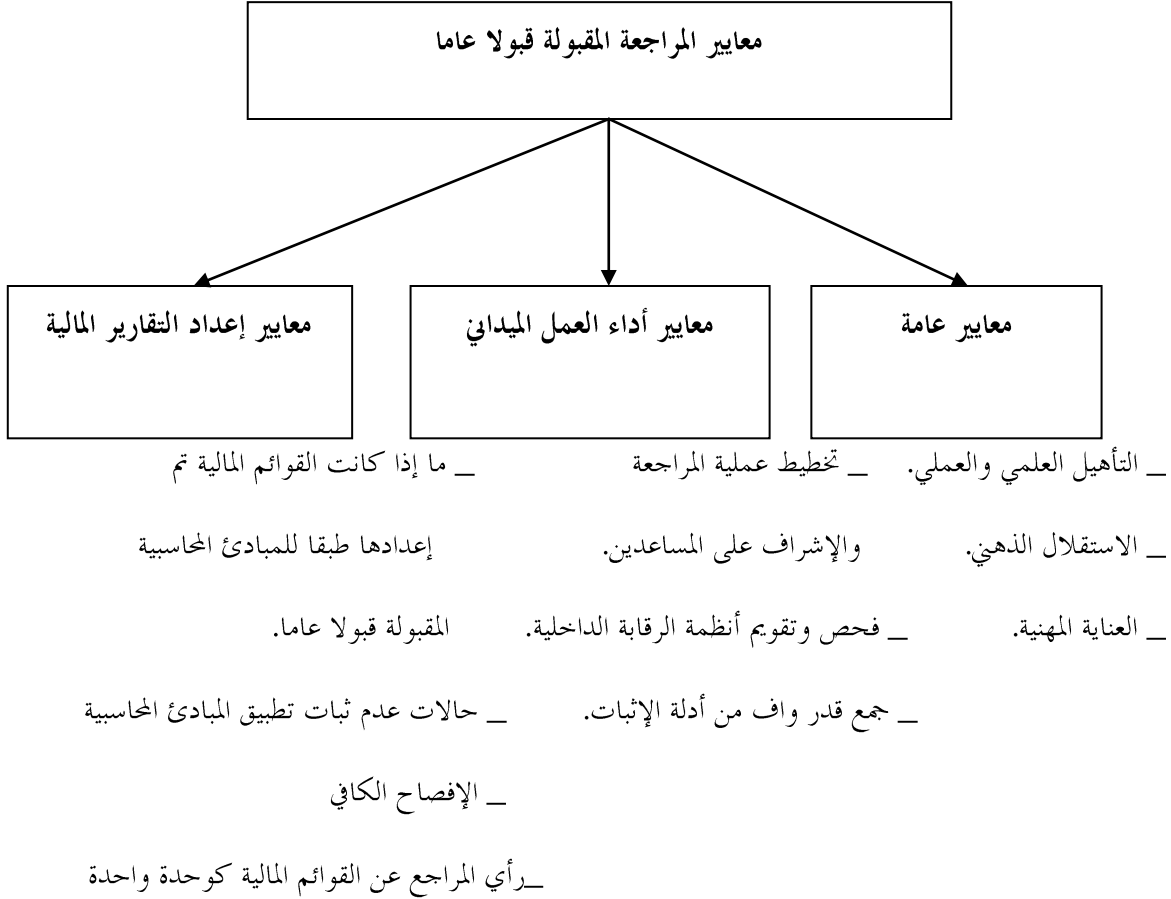 معايير المراجعة المقبولة قبولا عاما
معايير عامة
معايير أداء العمل الميداني
معايير إعداد التقارير المالية
_ التأهيل العلمي والعملي.
_ الاستقلال الذهني.
_ العناية المهنية.
_ تخطيط عملية المراجعة
والإشراف على المساعدين.
_ فحص وتقويم أنظمة الرقابة الداخلية.
_ جمع قدر واف من أدلة الإثبات.
_ ما إذا كانت القوائم المالية تم
إعدادها طبقا للمبادئ المحاسبية
المقبولة قبولا عاما.
_ حالات عدم ثبات تطبيق المبادئ المحاسبية
_ الإفصاح الكافي
_رأي المراجع عن القوائم المالية كوحدة واحدة